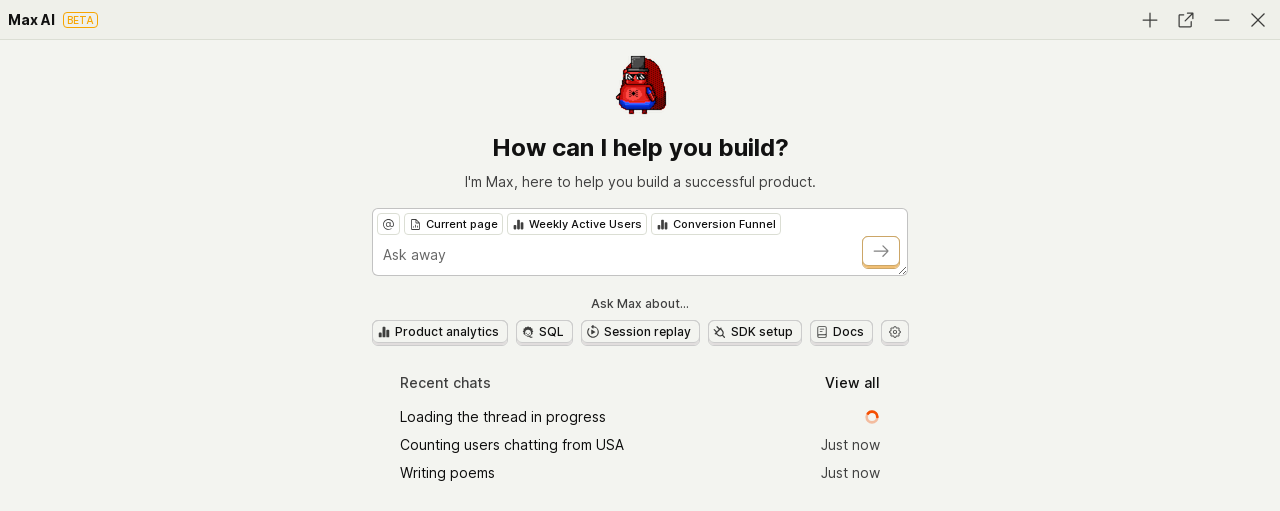 Max AI BETA
How can I help you build?
I'm Max, here to help you build a successful product.
@ Current page Weekly Active Users Conversion Funnel
Ask away
Ask Max about...
Product analytics SQL Session replay SDK setup Docs
Recent chats View all
Loading the thread in progress
Counting users chatting from USA Just now
Writing poems Just now